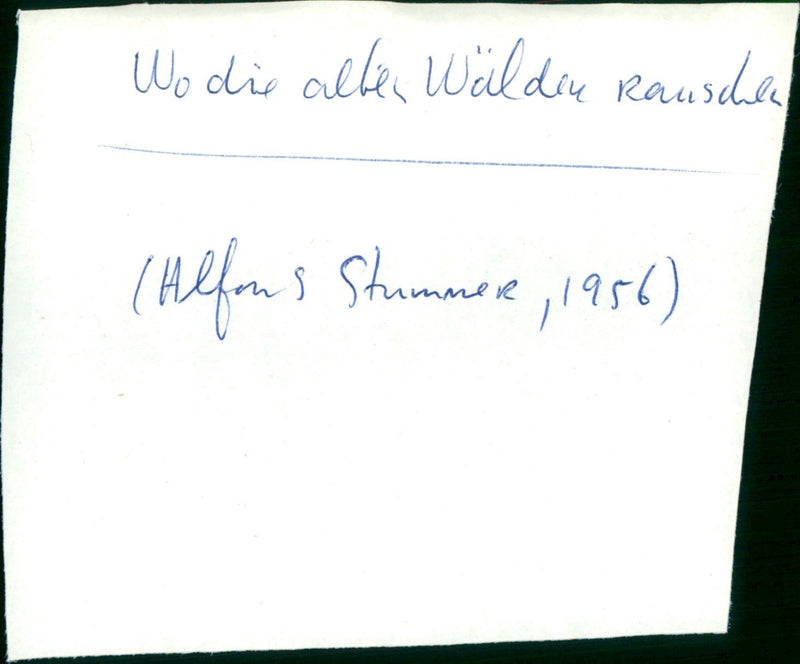 Wo die alten Wälder rauschen
(Alfons Stummer, 1956)